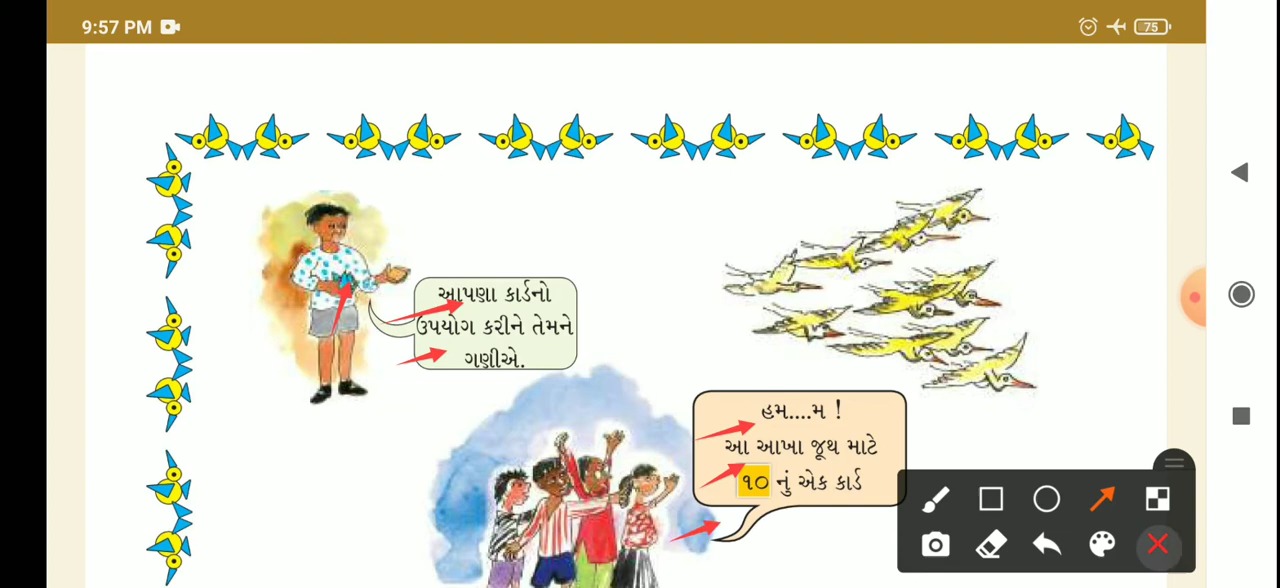 9:57 PM
75
આપણા કાર્ડનો
ઉપયોગ કરીને તેમને
ગણીએ.
હમ....મ !
આ આખા જૂથ માટે
૧૦ નું એક કાર્ડ